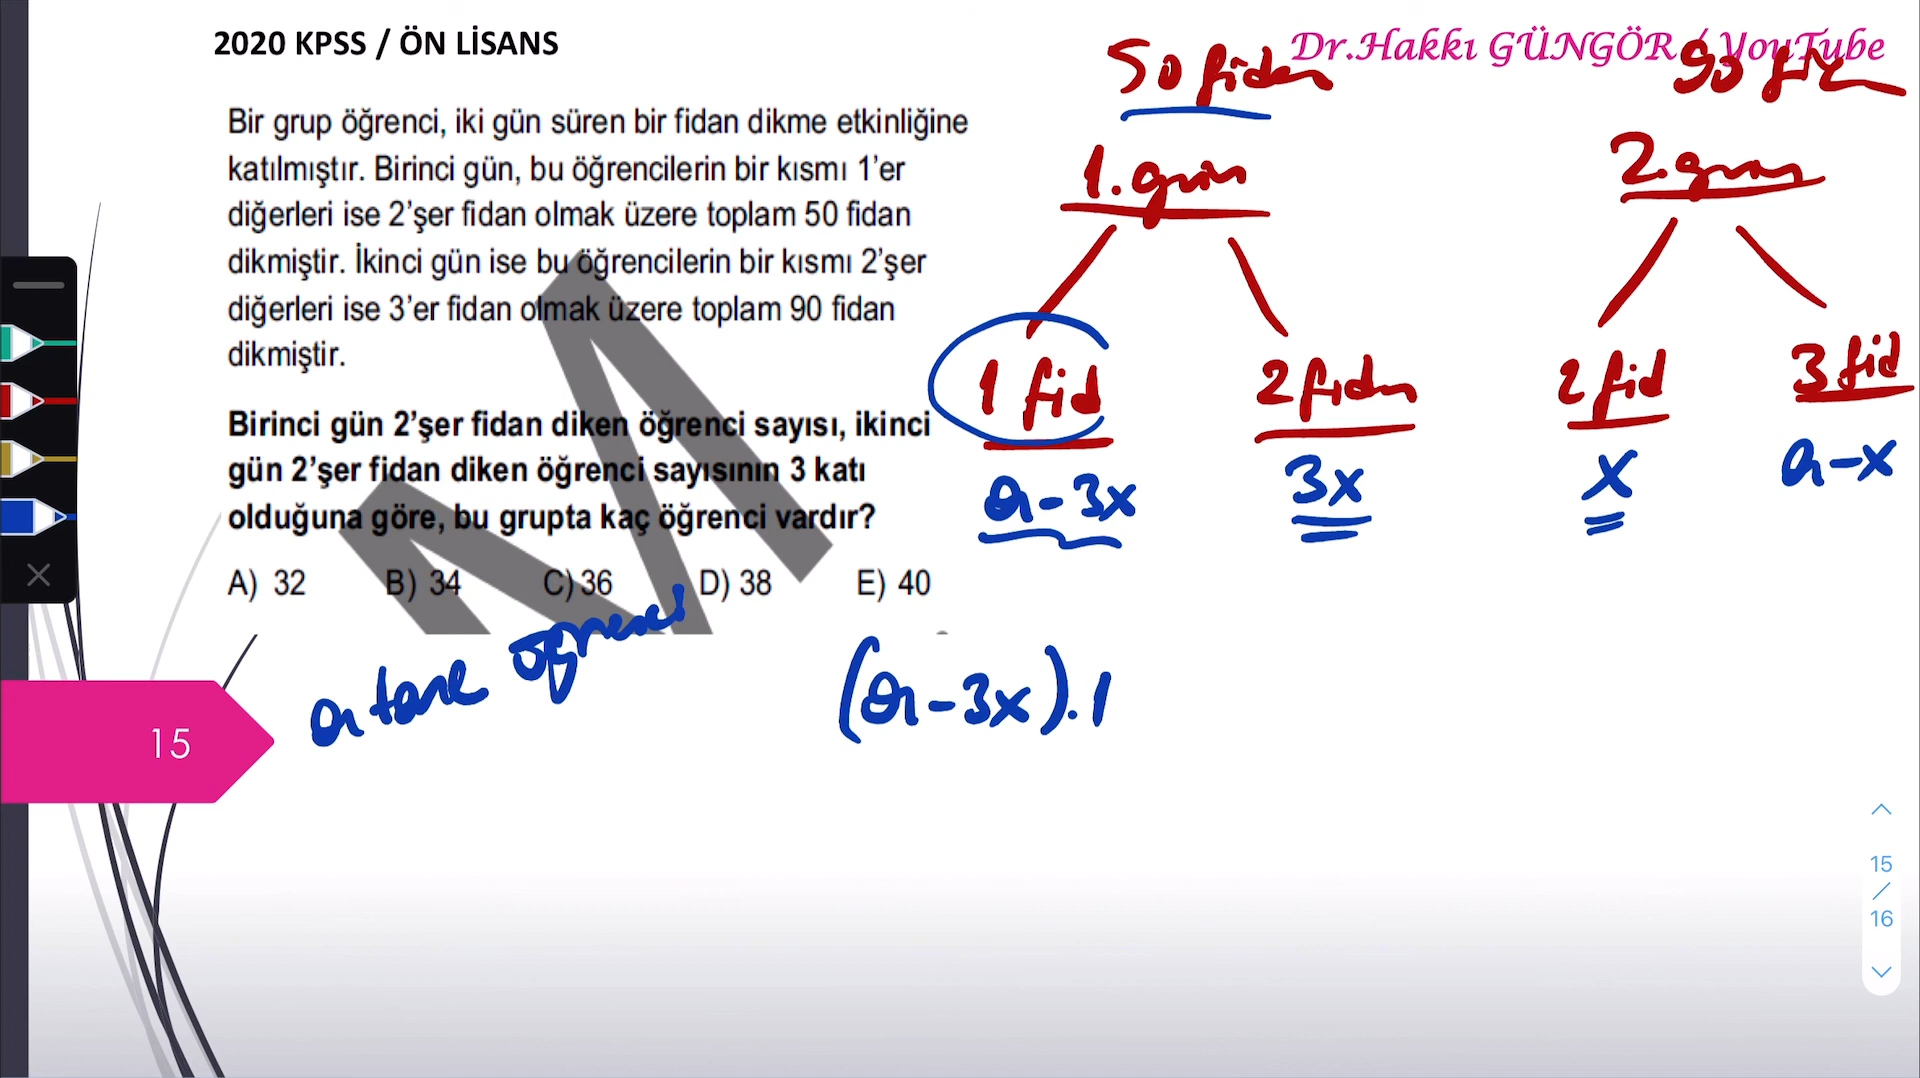 2020 KPSS / ÖN LİSANS
Dr.Hakkı GÜNGÖR / YouTube
50 fidan
90
1.gün
2.gün
Bir grup öğrenci, iki gün süren bir fidan dikme etkinliğine
katılmıştır. Birinci gün, bu öğrencilerin bir kısmı 1'er
diğerleri ise 2'şer fidan olmak üzere toplam 50 fidan
dikmiştir. İkinci gün ise bu öğrencilerin bir kısmı 2'şer
diğerleri ise 3'er fidan olmak üzere toplam 90 fidan
dikmiştir.
1 fid
2 fidan
2 fid
3 fid
a-3x
3x
x
a-x
Birinci gün 2'şer fidan diken öğrenci sayısı, ikinci
gün 2'şer fidan diken öğrenci sayısının 3 katı
olduğuna göre, bu grupta kaç öğrenci vardır?
A) 32 B) 34 C) 36 D) 38 E) 40
a tane öğrenci
(a-3x).1
15
15
/
16